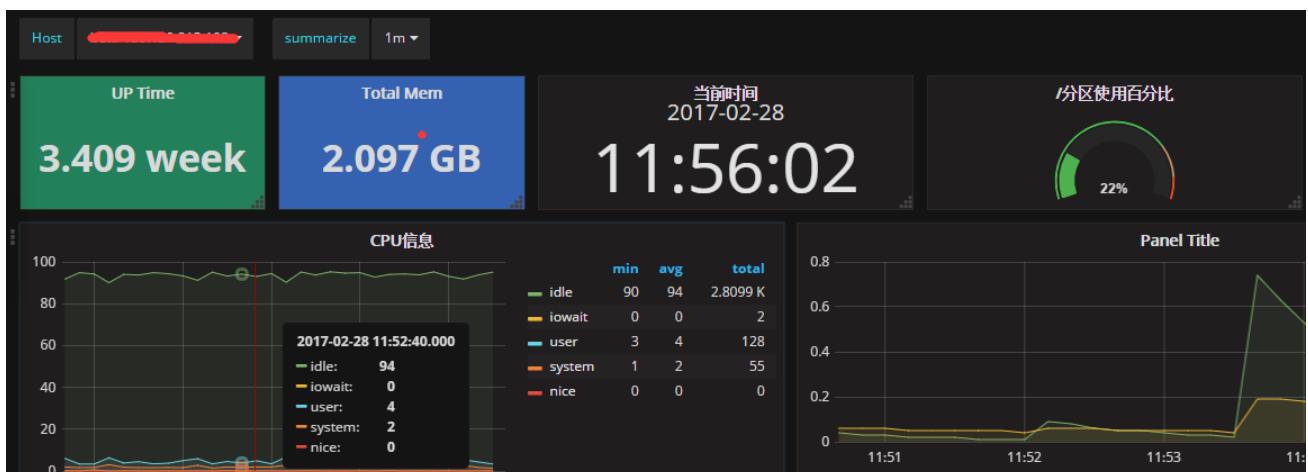 Host
summarize 1m
UP Time
3.409 week
Total Mem
2.097 GB
当前时间
2017-02-28
11:56:02
/分区使用百分比
22%
CPU信息
100
80
60
40
20
0
2017-02-28 11:52:40.000
idle: 94
iowait: 0
user: 4
system: 2
nice: 0
min avg total
idle 90 94 2.8099 K
iowait 0 0 2
user 3 4 128
system 1 2 55
nice 0 0 0
Panel Title
0.8
0.6
0.4
0.2
0
11:51 11:52 11:53 11: